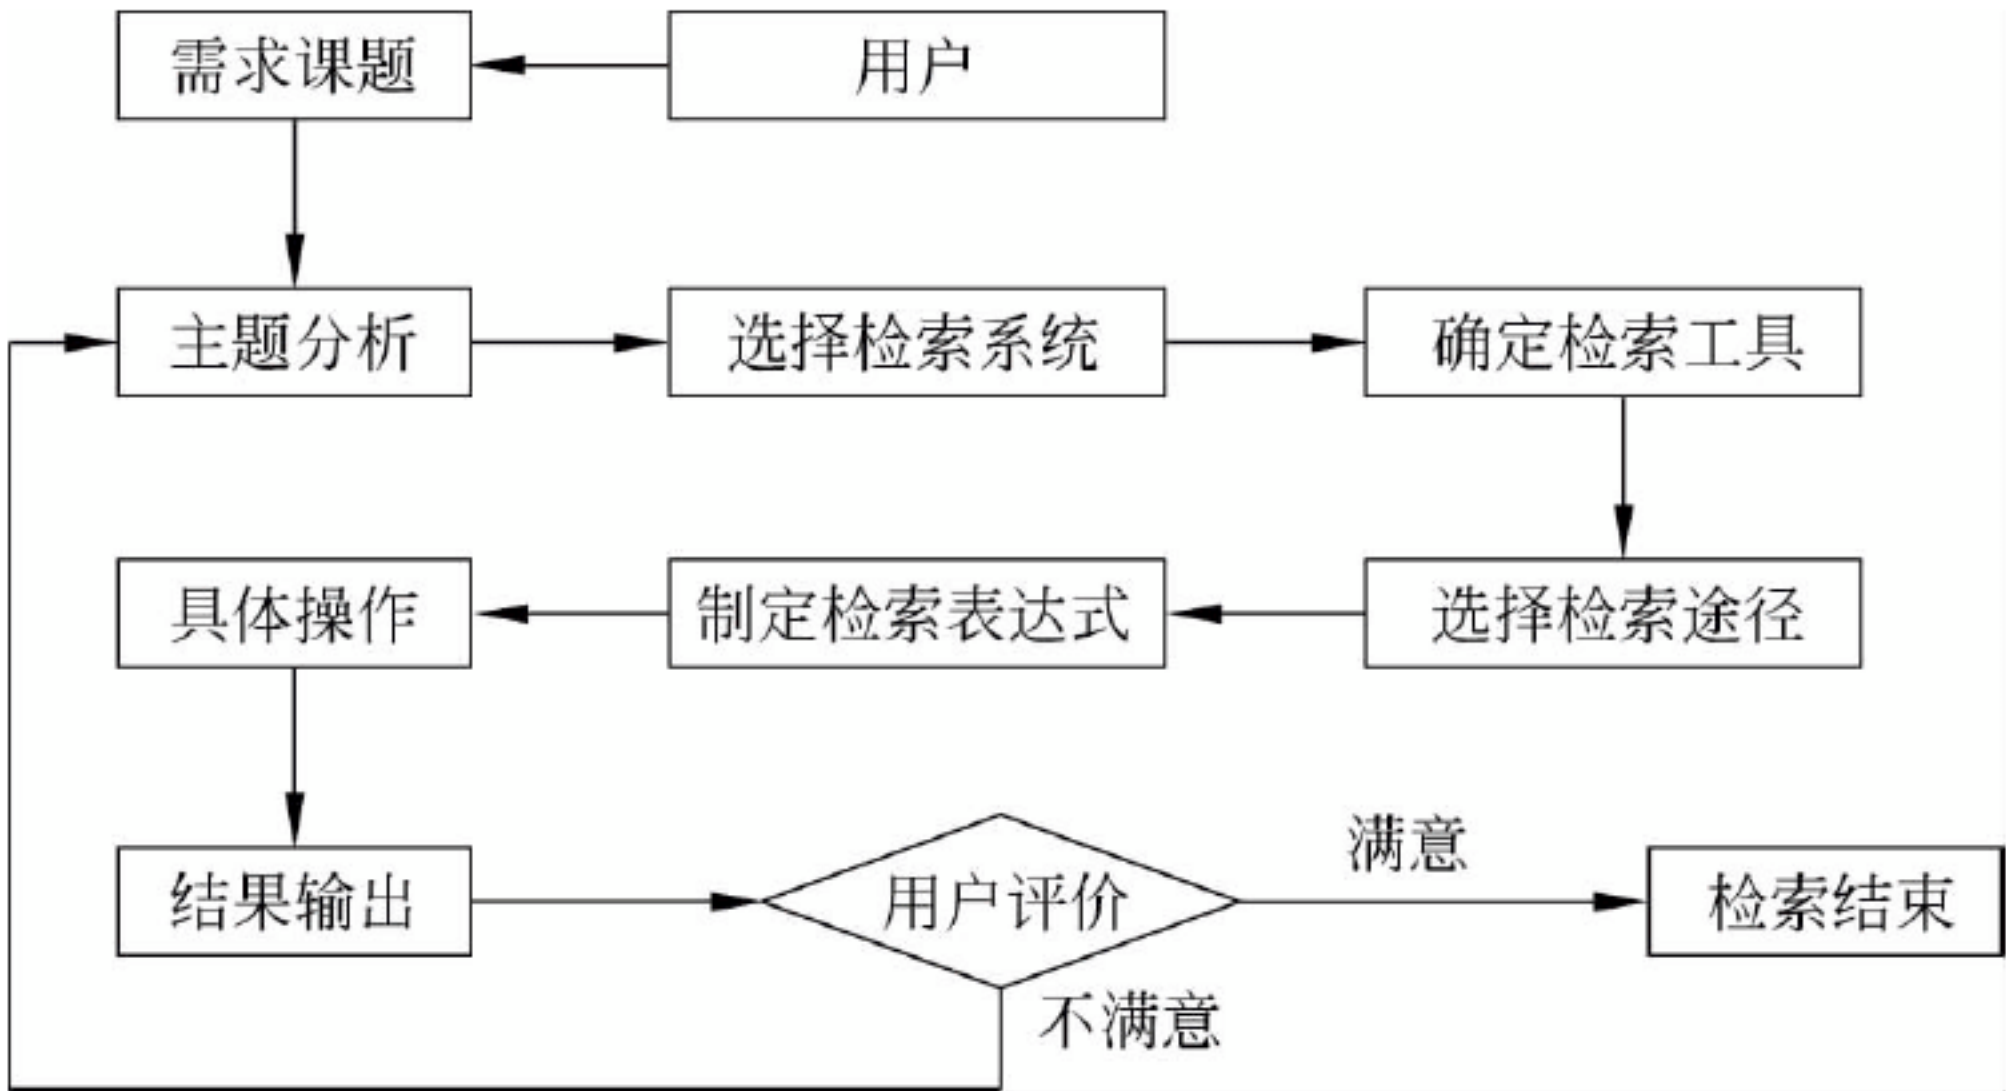 需求课题
用户
主题分析
选择检索系统
确定检索工具
具体操作
制定检索表达式
选择检索途径
结果输出
用户评价
满意
检索结束
不满意